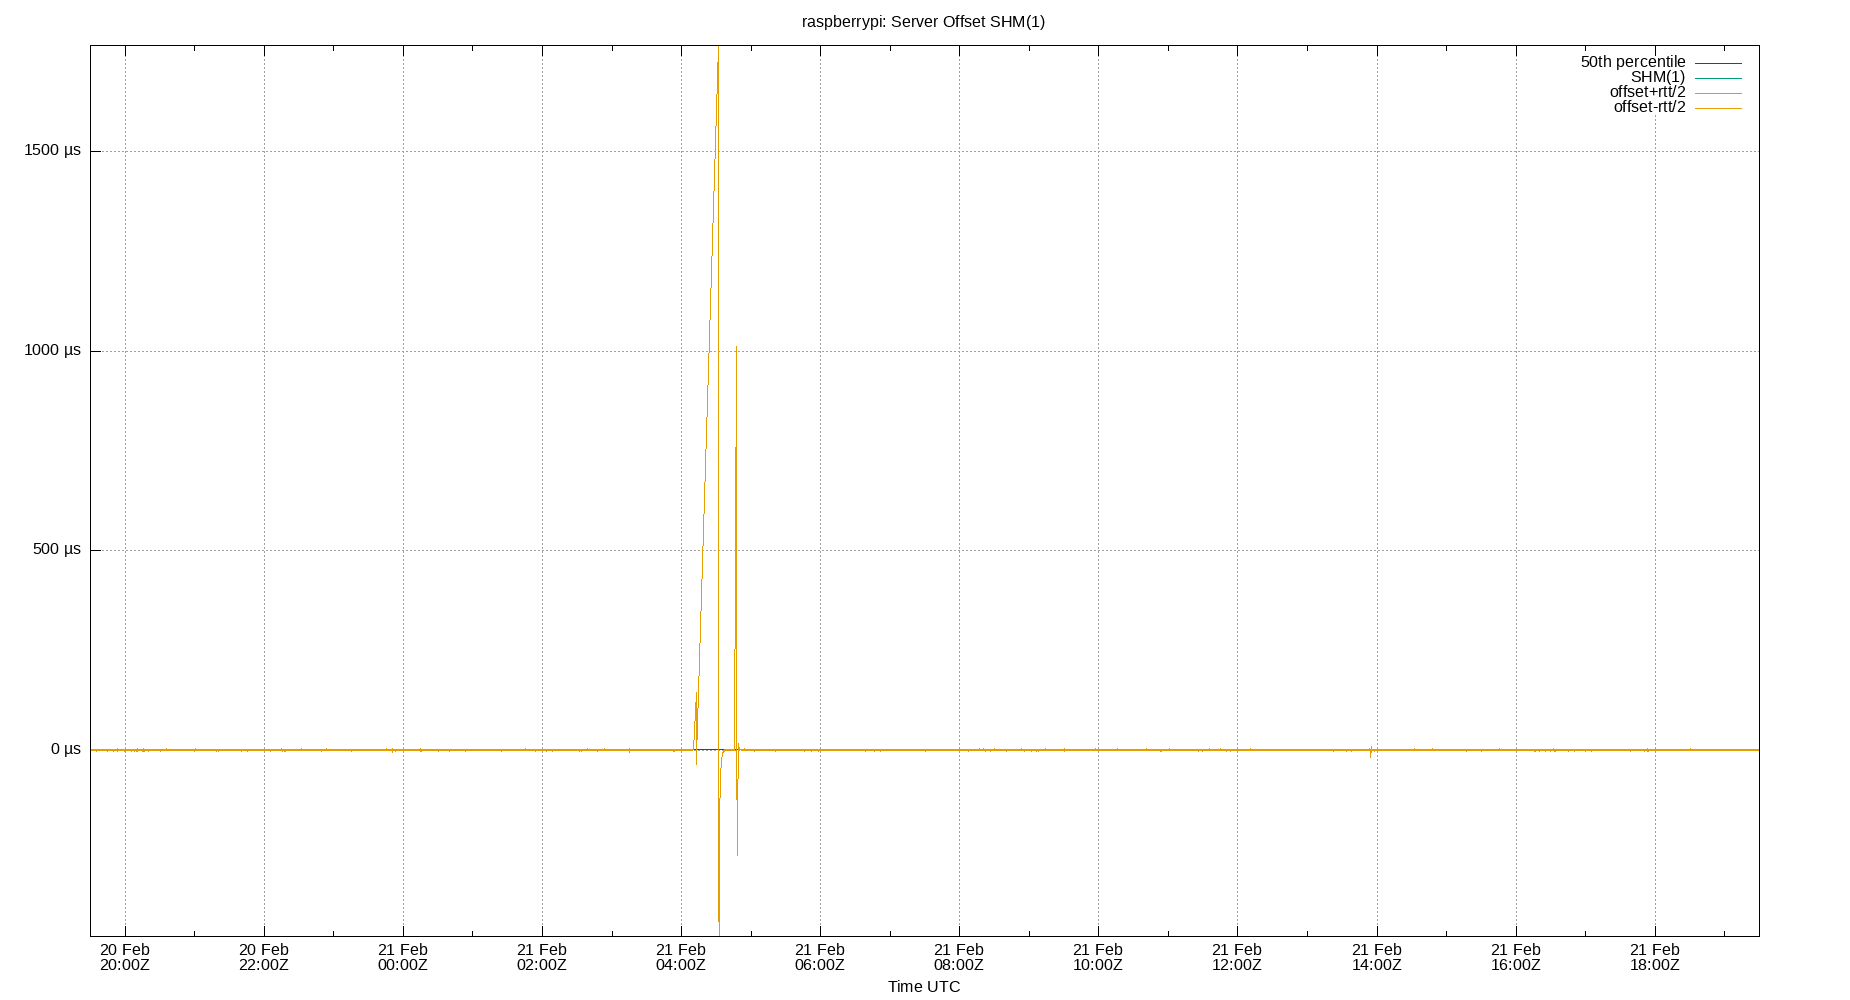 raspberrypi: Server Offset SHM(1)
50th percentile
SHM(1)
offset+rtt/2
offset-rtt/2
1500 µs
1000 µs
500 µs
0 µs
20 Feb 20 Feb 21 Feb 21 Feb 21 Feb 21 Feb 21 Feb 21 Feb 21 Feb 21 Feb 21 Feb 21 Feb
20:00Z 22:00Z 00:00Z 02:00Z 04:00Z 06:00Z 08:00Z 10:00Z 12:00Z 14:00Z 16:00Z 18:00Z
Time UTC